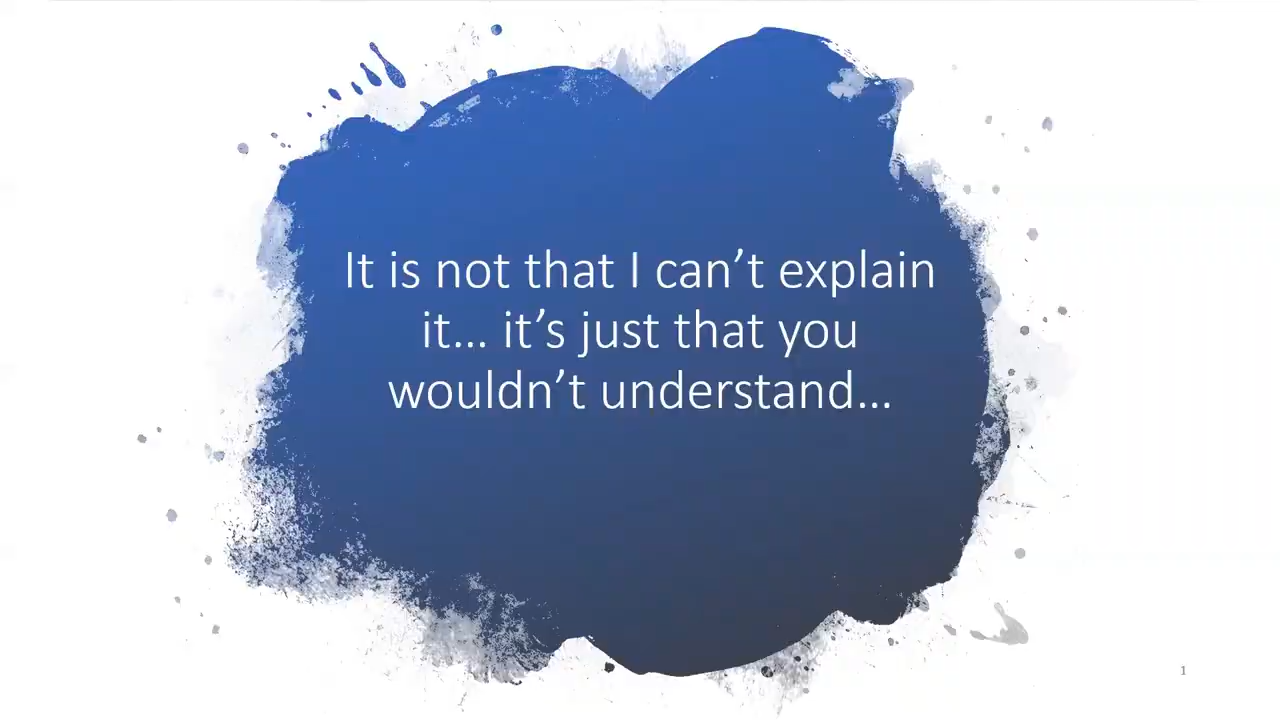 It is not that I can’t explain
it… it’s just that you
wouldn’t understand…
1